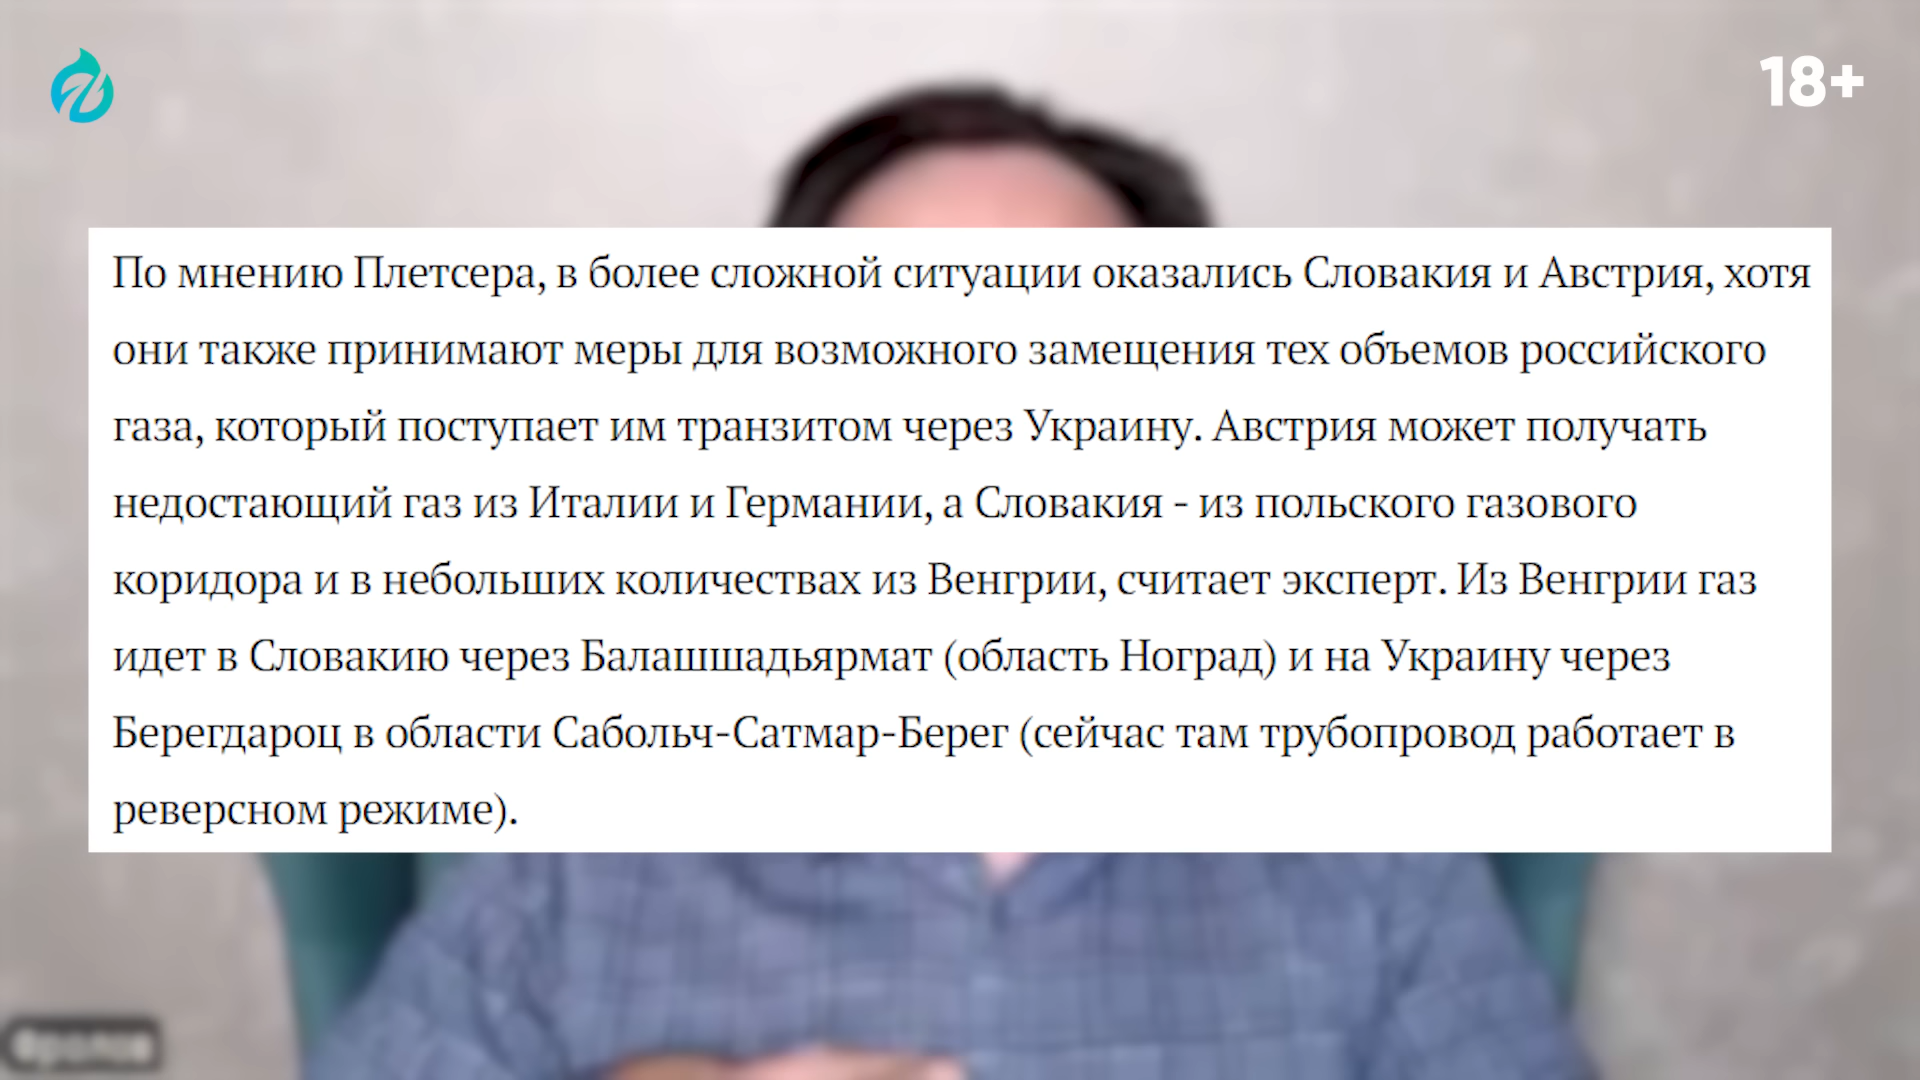 18+
По мнению Плетсера, в более сложной ситуации оказались Словакия и Австрия, хотя
они также принимают меры для возможного замещения тех объемов российского
газа, который поступает им транзитом через Украину. Австрия может получать
недостающий газ из Италии и Германии, а Словакия - из польского газового
коридора и в небольших количествах из Венгрии, считает эксперт. Из Венгрии газ
идет в Словакию через Балашшадьярмат (область Ноград) и на Украину через
Берегдароц в области Сабольч-Сатмар-Берег (сейчас там трубопровод работает в
реверсном режиме).